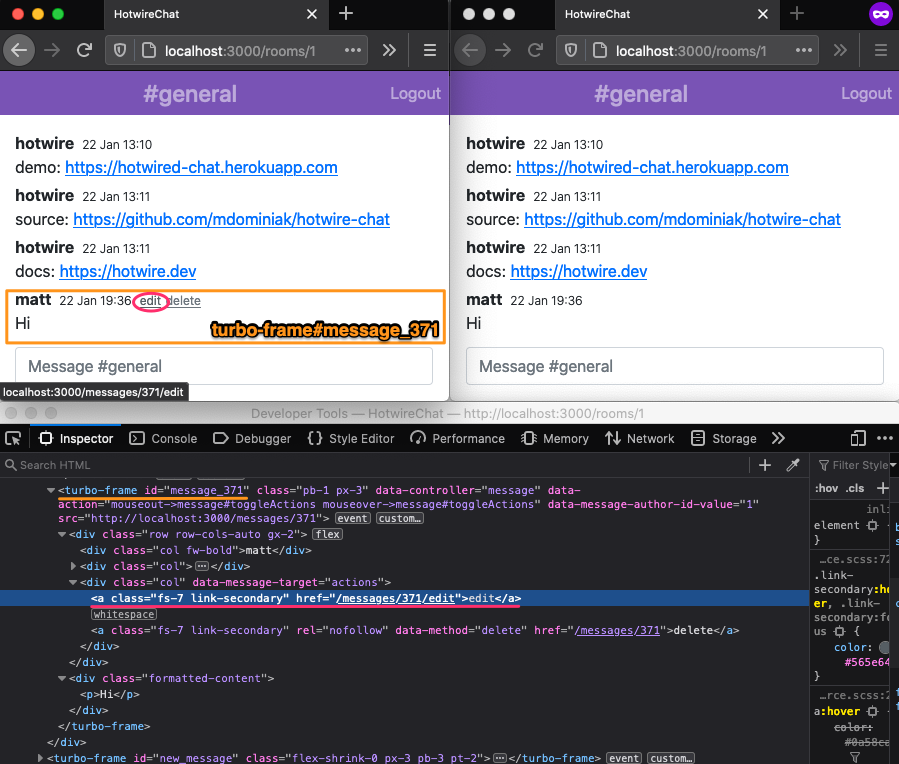 HotwireChat
localhost:3000/rooms/1
#general
Logout
hotwire 22 Jan 13:10
demo: https://hotwired-chat.herokuapp.com
hotwire 22 Jan 13:11
source: https://github.com/mdominiak/hotwire-chat
hotwire 22 Jan 13:11
docs: https://hotwire.dev
matt 22 Jan 19:36 edit delete
Hi
turbo-frame#message_371
Message #general
localhost:3000/messages/371/edit
HotwireChat
localhost:3000/rooms/1
#general
Logout
hotwire 22 Jan 13:10
demo: https://hotwired-chat.herokuapp.com
hotwire 22 Jan 13:11
source: https://github.com/mdominiak/hotwire-chat
hotwire 22 Jan 13:11
docs: https://hotwire.dev
matt 22 Jan 19:36
Hi
Message #general
Developer Tools — HotwireChat — http://localhost:3000/rooms/1
Inspector Console Debugger Style Editor Performance Memory Network Storage
Search HTML
<turbo-frame id="message_371" class="pb-1 px-3" data-controller="message" data-
action="mouseout->message#toggleActions mouseover->message#toggleActions" data-message-author-id-value="1"
src="http://localhost:3000/messages/371"> event custom…
<div class="row row-cols-auto gx-2"> flex
<div class="col fw-bold">matt</div>
<div class="col">…</div>
<div class="col" data-message-target="actions">
<a class="fs-7 link-secondary" href="/messages/371/edit">edit</a>
whitespace
<a class="fs-7 link-secondary" rel="nofollow" data-method="delete" href="/messages/371">delete</a>
</div>
</div>
<div class="formatted-content">
<p>Hi</p>
</div>
</turbo-frame>
</div>
<turbo-frame id="new_message" class="flex-shrink-0 px-3 pb-3 pt-2">…</turbo-frame> event custom…
Filter Style
:hov .cls +
element {
}
…ce.scss:72
.link-
secondary:ho
er, .link-
secondary:fo
us {
color:
#565e64
}
…rce.scss:2
a:hover
color:
#0a58ca